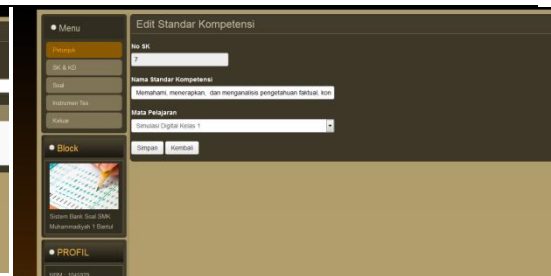 Menu
Petunjuk
SK & KD
Soal
Instrumen Tes
Keluar
Block
Sistem Bank Soal SMK
Muhammadiyah 1 Bantul
PROFIL
Edit Standar Kompetensi
No SK
7
Nama Standar Kompetensi
Memahami, menerapkan, dan menganalisis pengetahuan faktual, kon
Mata Pelajaran
Simulasi Digital Kelas 1
Simpan Kembali